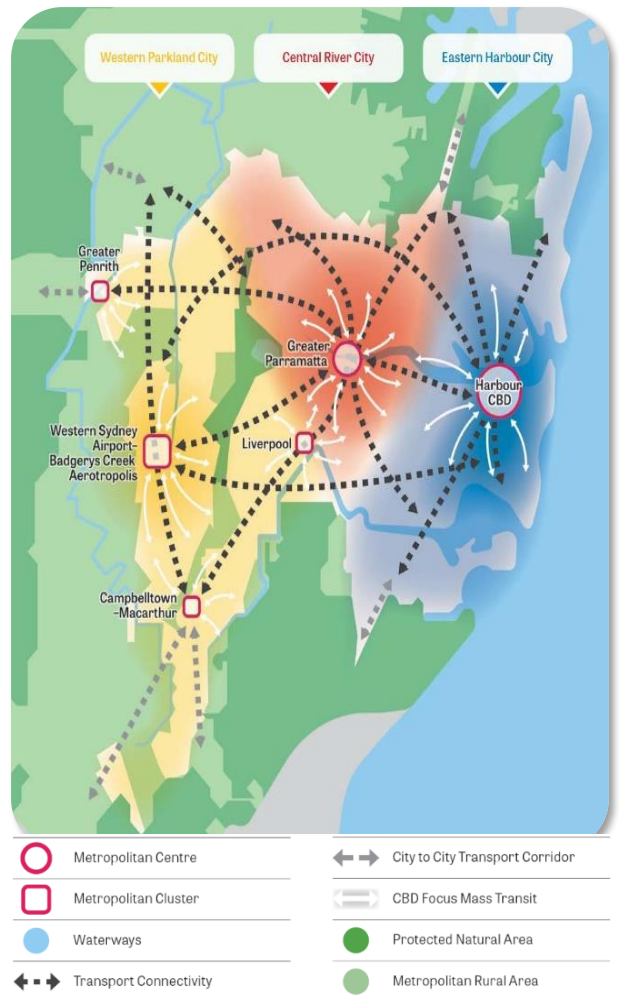 Western Parkland City
Central River City
Eastern Harbour City
Greater
Penrith
Greater
Parramatta
Harbour
CBD
Western Sydney
Airport–
Badgerys Creek
Aerotropolis
Liverpool
Campbelltown
–Macarthur
Metropolitan Centre
City to City Transport Corridor
Metropolitan Cluster
CBD Focus Mass Transit
Waterways
Protected Natural Area
Transport Connectivity
Metropolitan Rural Area